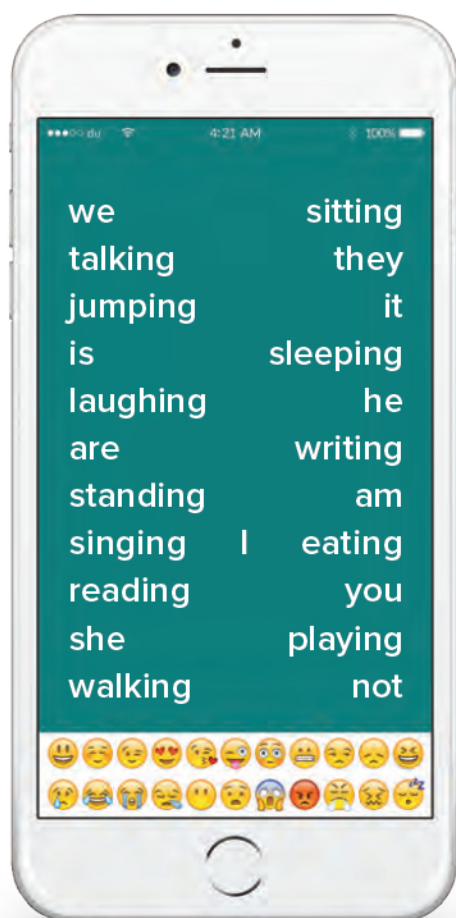 ●●●○○ du 4:21 AM 100%
we sitting
talking they
jumping it
is sleeping
laughing he
are writing
standing am
singing I eating
reading you
she playing
walking not